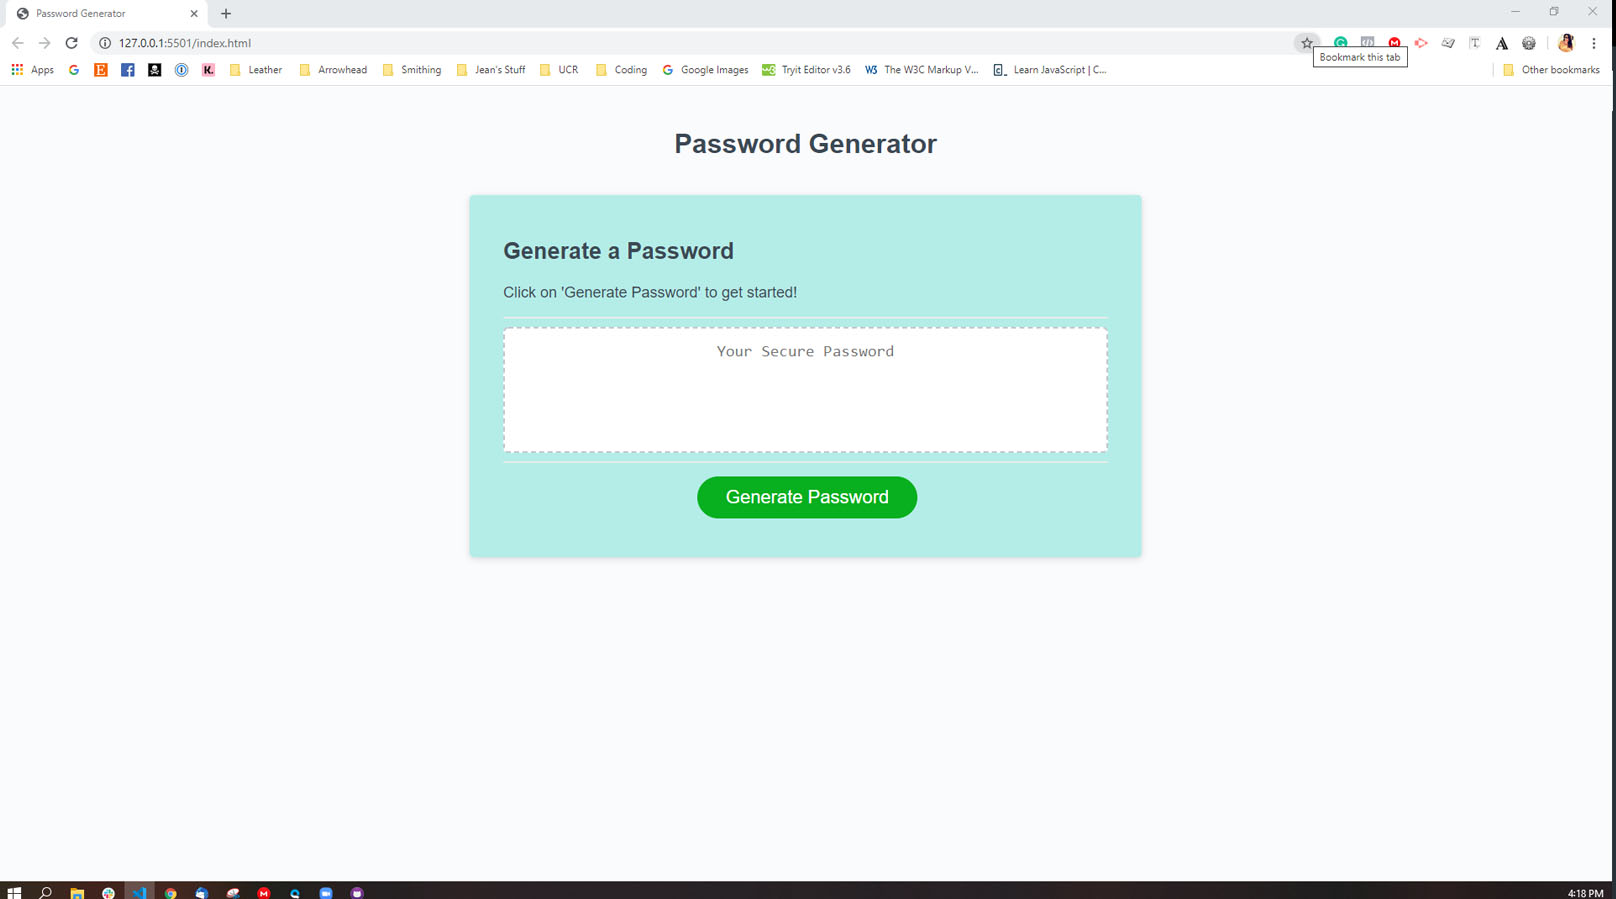 Password Generator
127.0.0.1:5501/index.html
Bookmark this tab
Apps
Leather
Arrowhead
Smithing
Jean's Stuff
UCR
Coding
Google Images
Tryit Editor v3.6
The W3C Markup V...
Learn JavaScript | C...
Other bookmarks
Password Generator
Generate a Password
Click on 'Generate Password' to get started!
Your Secure Password
Generate Password
4:18 PM